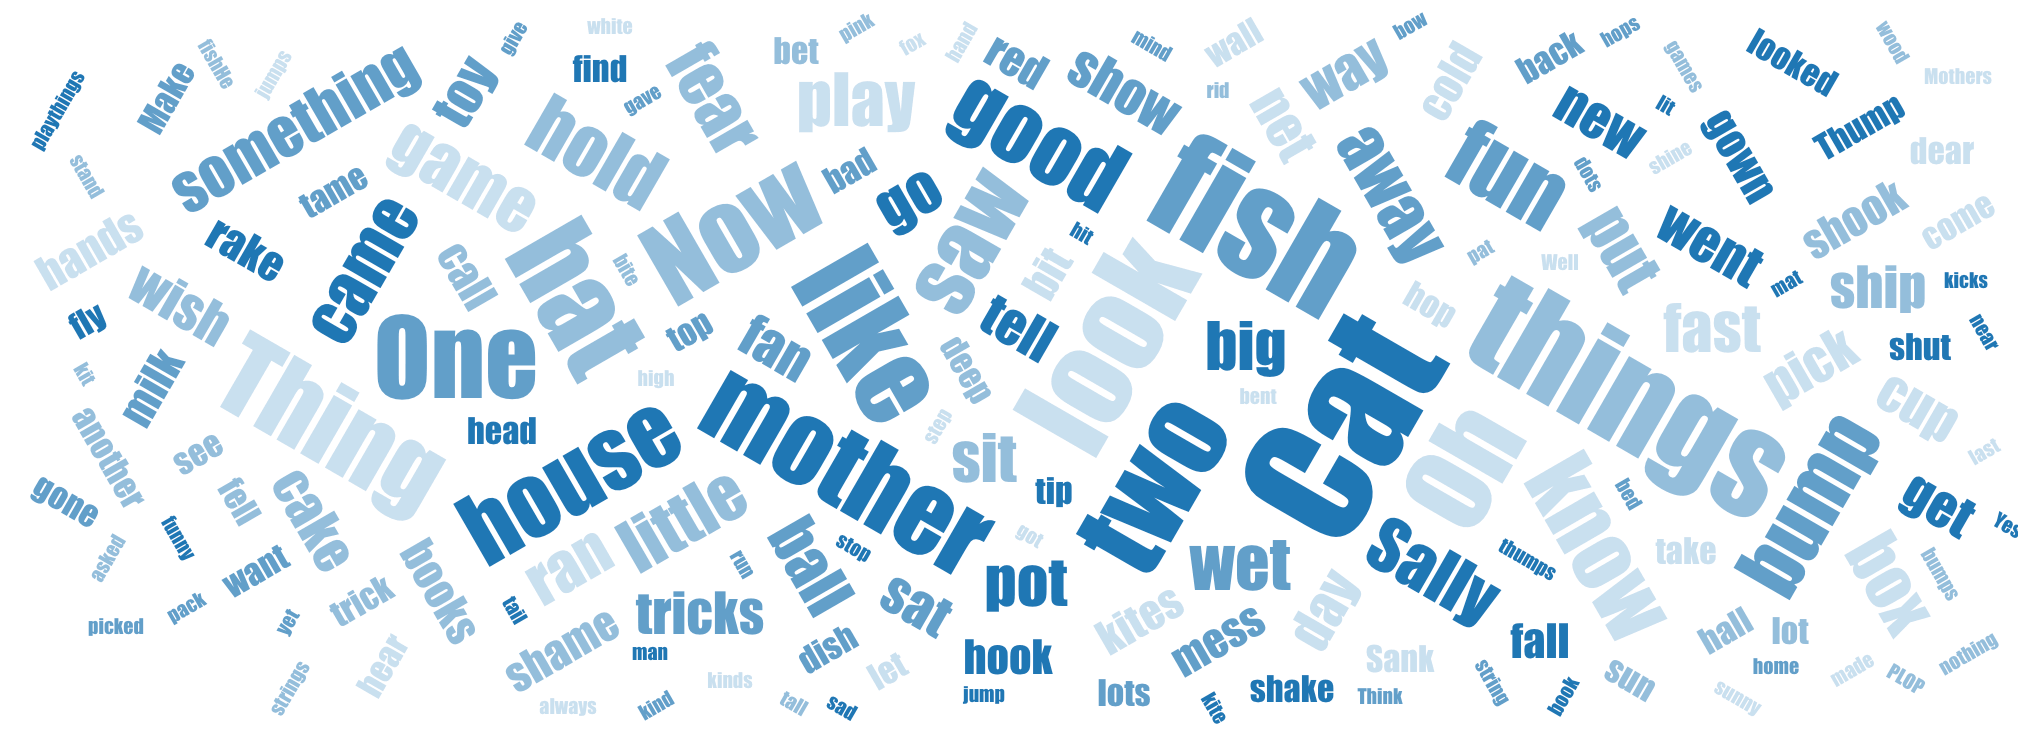 playthings
Make
fishHe
jumps
something
toy
give
white
find
gave
fear
bet
pink
fox
hand
play
red
show
mind
wall
rid
way
bow
cold
back
hops
games
looked
wood
Mothers
stand
tame
game
hold
Now
bad
go
good
saw
hit
fish
net
away
fun
new
lit
dots
shine
gown
Thump
dear
hands
rake
came
call
hat
bite
like
bit
look
pat
Well
put
went
mat
shook
come
ship
kicks
fly
wish
One
top
high
fan
deep
tell
big
bent
hop
things
fast
pick
shut
near
kit
milk
Thing
head
house
mother
step
sit
tip
two
Cat
oh
cup
last
another
see
fell
cake
little
ran
ball
stop
got
know
bed
bump
get
Yes
gone
asked
funny
want
books
run
pot
wet
sally
thumps
take
box
bumps
picked
pack
yet
trick
tail
tricks
sat
kites
mess
day
fall
hall
lot
strings
hear
shame
man
dish
let
hook
Sank
string
sun
home
made
PLOP
nothing
always
kind
kinds
tall
sad
jump
lots
kite
shake
Think
book
sunny